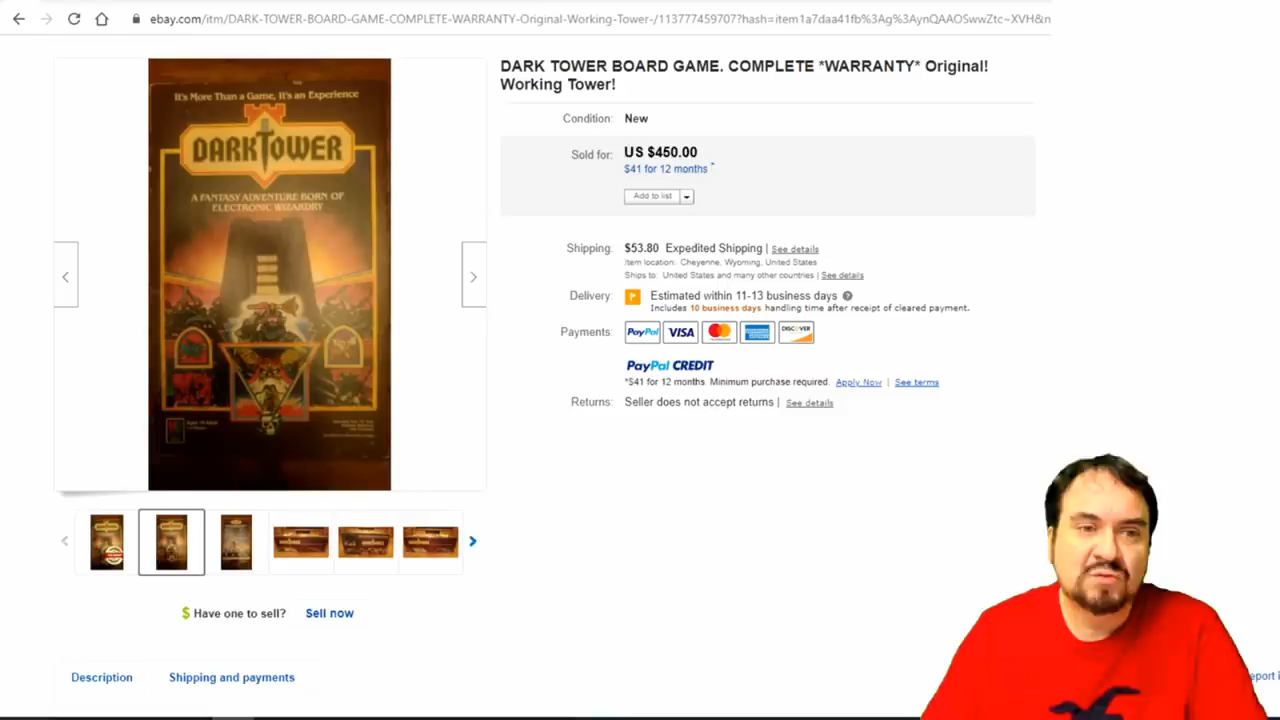 ebay.com/itm/DARK-TOWER-BOARD-GAME-COMPLETE-WARRANTY-Original-Working-Tower-/113777459707?hash=item1a7daa41fb%3Ag%3AynQAAOSwwZtc~XVH&n
It's More Than a Game, It's an Experience
DARK TOWER
A FANTASY ADVENTURE BORN OF
ELECTRONIC WIZARDRY
DARK TOWER BOARD GAME. COMPLETE *WARRANTY* Original!
Working Tower!
Condition: New
Sold for: US $450.00
$41 for 12 months *
Add to list
Shipping: $53.80 Expedited Shipping | See details
Item location: Cheyenne, Wyoming, United States
Ships to: United States and many other countries | See details
Delivery: Estimated within 11-13 business days ?
Includes 10 business days handling time after receipt of cleared payment.
Payments: PayPal VISA DISCOVER
PayPal CREDIT
*$41 for 12 months Minimum purchase required. Apply Now | See terms
Returns: Seller does not accept returns | See details
$ Have one to sell? Sell now
Description Shipping and payments
eport i